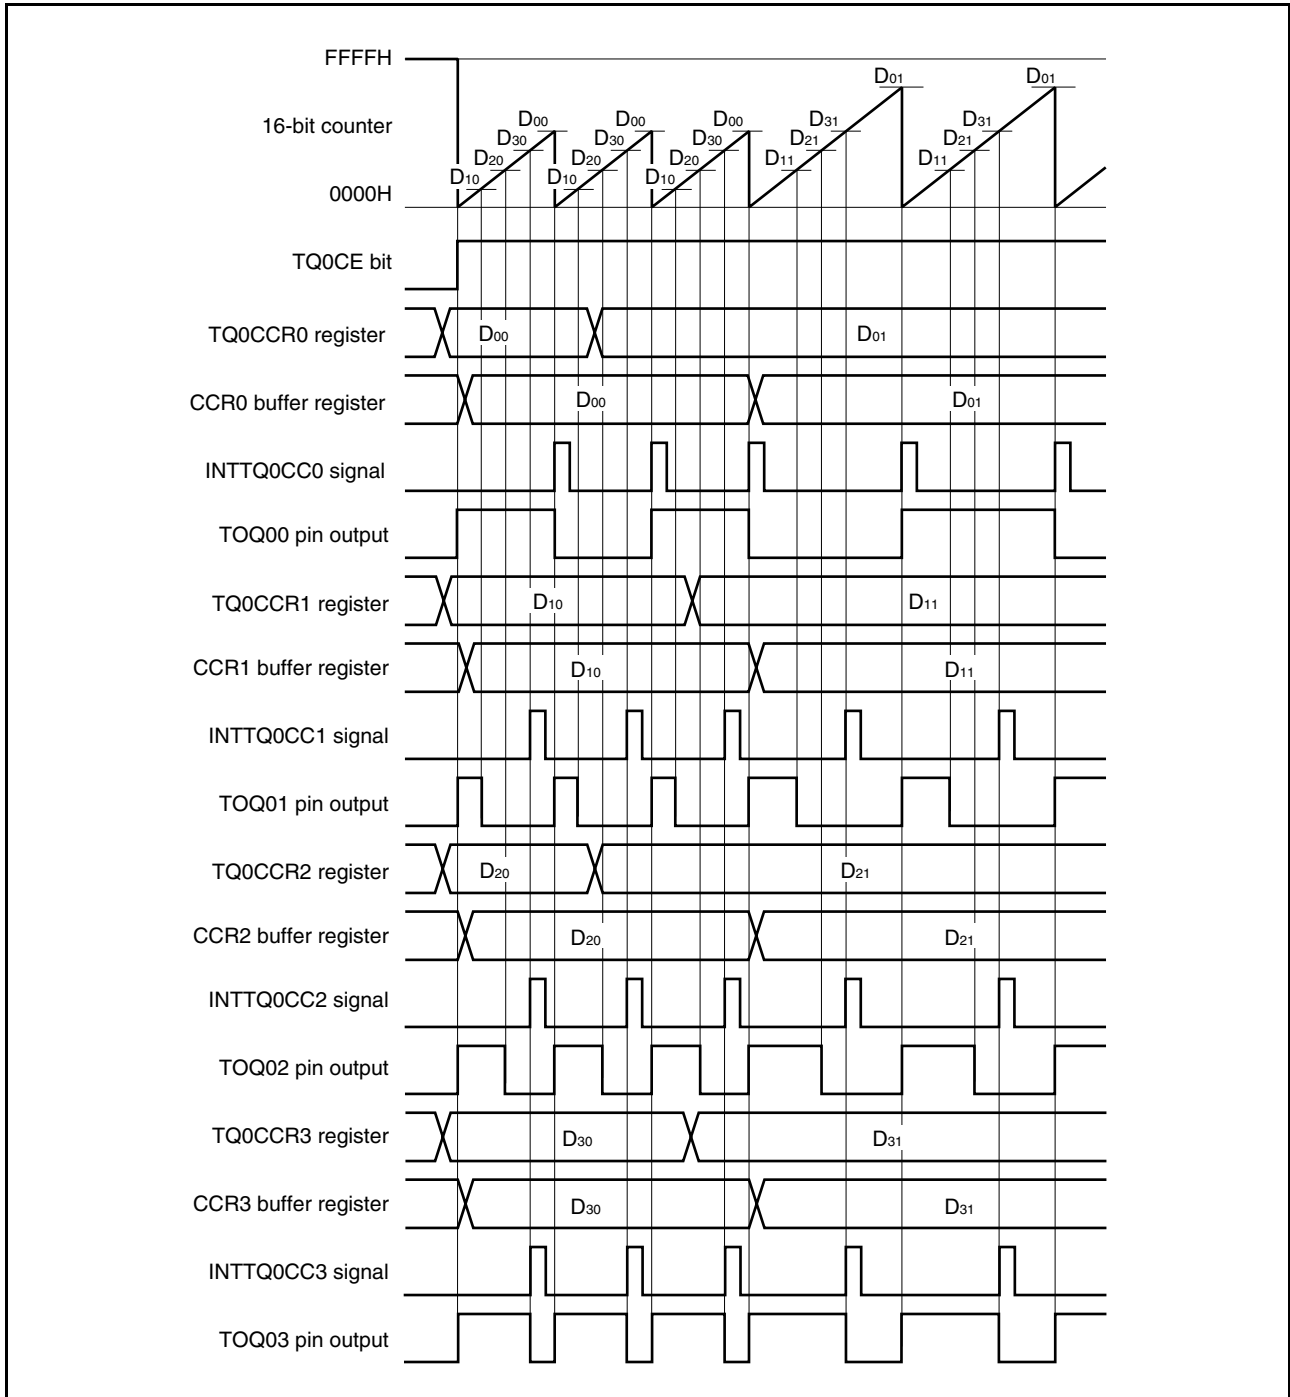 FFFFH
D01 D01
D00 D00 D00 D31 D31
16-bit counter
D30 D30 D30 D21 D21
D20 D20 D20 D11 D11
D10 D10 D10
0000H
TQ0CE bit
TQ0CCR0 register D00 D01
CCR0 buffer register D00 D01
INTTQ0CC0 signal
TOQ00 pin output
TQ0CCR1 register D10 D11
CCR1 buffer register D10 D11
INTTQ0CC1 signal
TOQ01 pin output
TQ0CCR2 register D20 D21
CCR2 buffer register D20 D21
INTTQ0CC2 signal
TOQ02 pin output
TQ0CCR3 register D30 D31
CCR3 buffer register D30 D31
INTTQ0CC3 signal
TOQ03 pin output